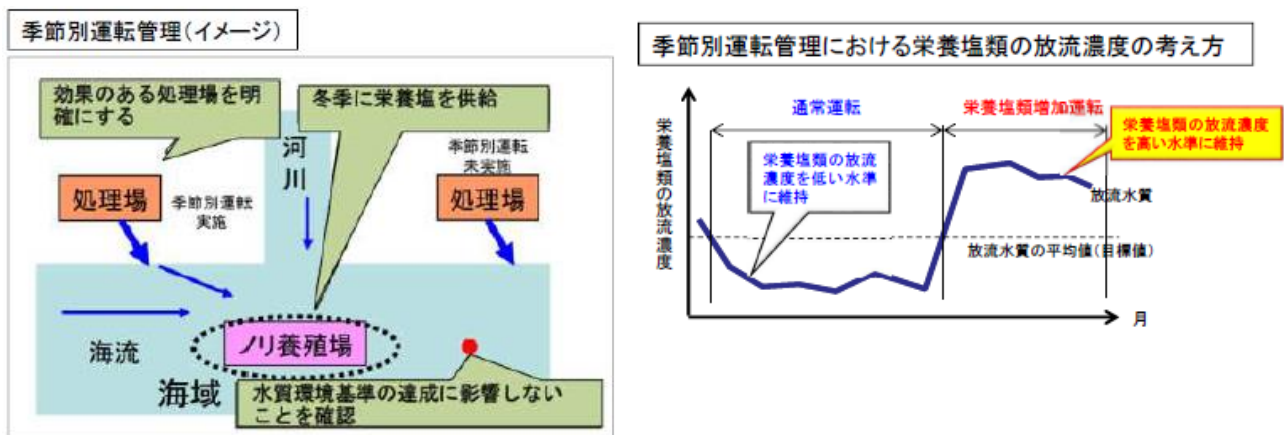 季節別運転管理(イメージ)
効果のある処理場を明
確にする
冬季に栄養塩を供給
河
川
季節別運転
未実施
処理場
季節別運転
実施
処理場
海流
ノリ養殖場
海域
水質環境基準の達成に影響しない
ことを確認
季節別運転管理における栄養塩類の放流濃度の考え方
通常運転
栄養塩類増加運転
栄養塩類の放流濃度
を高い水準に維持
栄養塩類の放流
濃度を低い水準
に維持
栄養塩類の放流濃度
放流水質
放流水質の平均値(目標値)
月